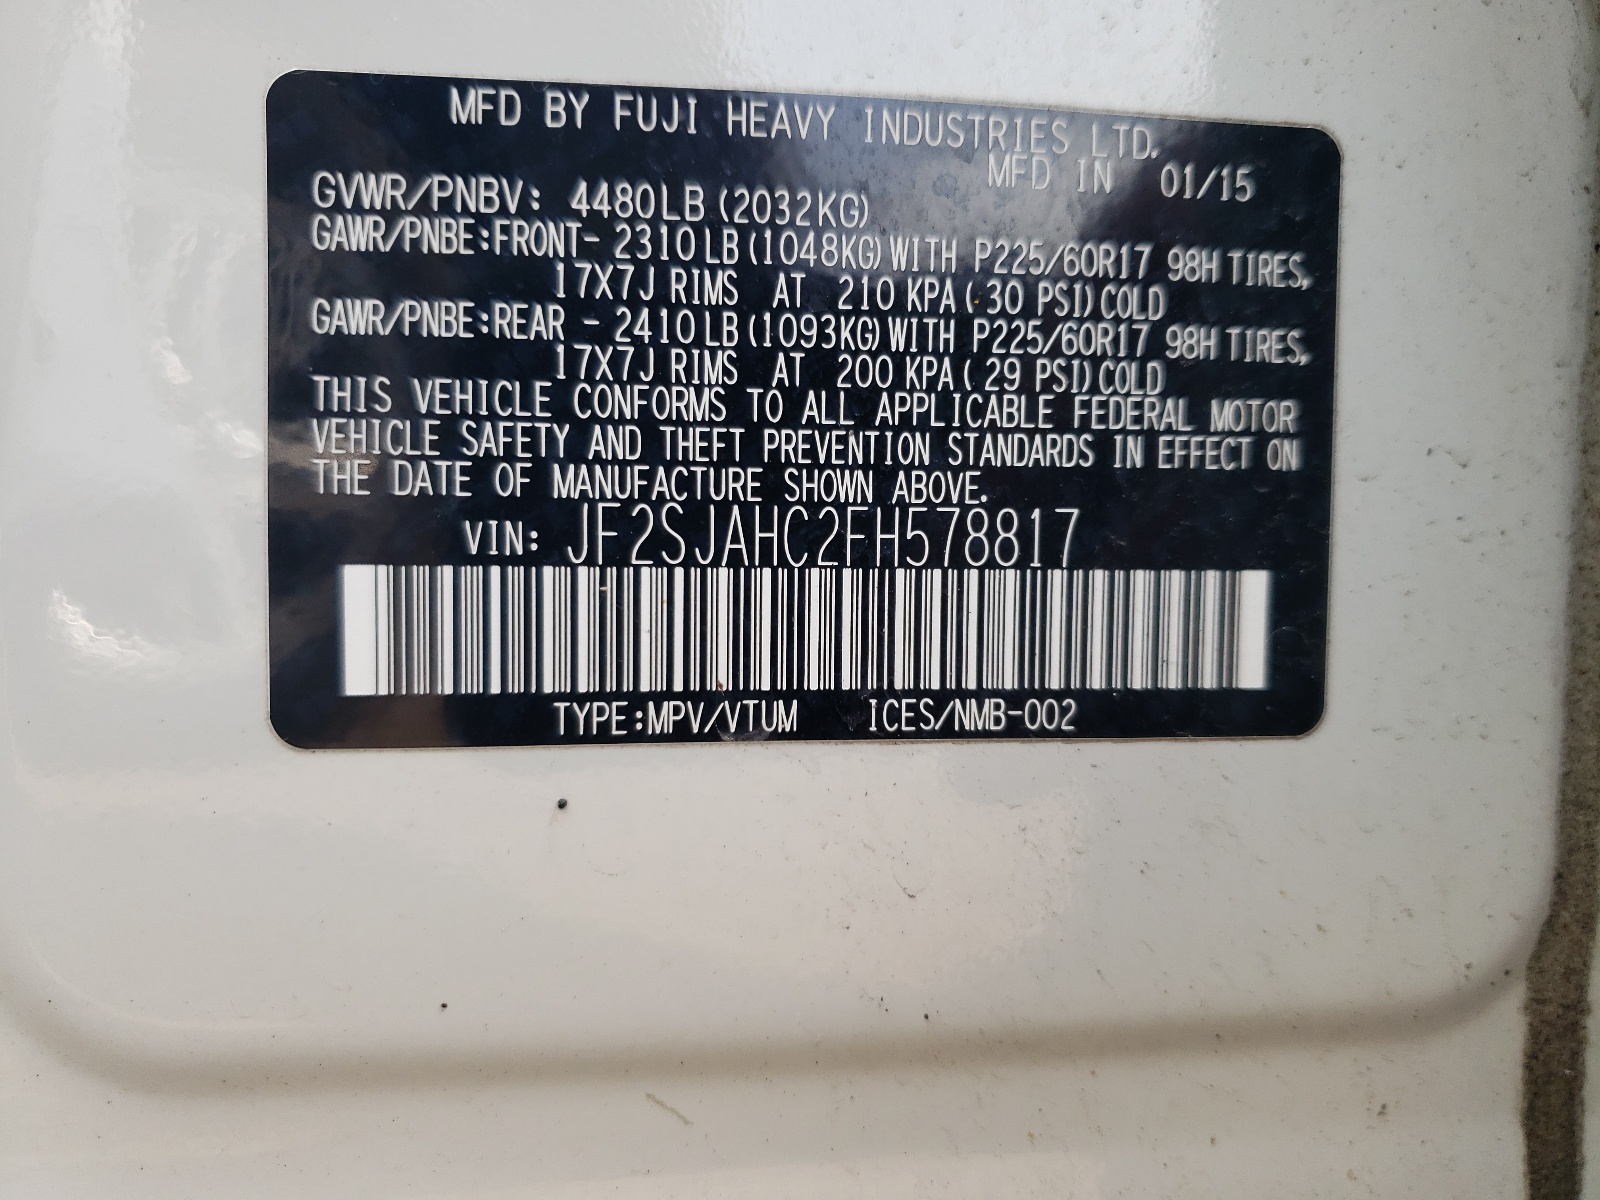 MFD BY FUJI HEAVY INDUSTRIES LTD.
MFD IN 01/15
GVWR/PNBV: 4480LB (2032KG)
GAWR/PNBE:FRONT- 2310LB (1048KG) WITH P225/60R17 98H TIRES,
17X7J RIMS AT 210 KPA ( 30 PSI) COLD
GAWR/PNBE:REAR - 2410LB (1093KG) WITH P225/60R17 98H TIRES,
17X7J RIMS AT 200 KPA ( 29 PSI) COLD
THIS VEHICLE CONFORMS TO ALL APPLICABLE FEDERAL MOTOR
VEHICLE SAFETY AND THEFT PREVENTION STANDARDS IN EFFECT ON
THE DATE OF MANUFACTURE SHOWN ABOVE.
VIN: JF2SJAHC2FH578817
TYPE:MPV/VTUM ICES/NMB-002